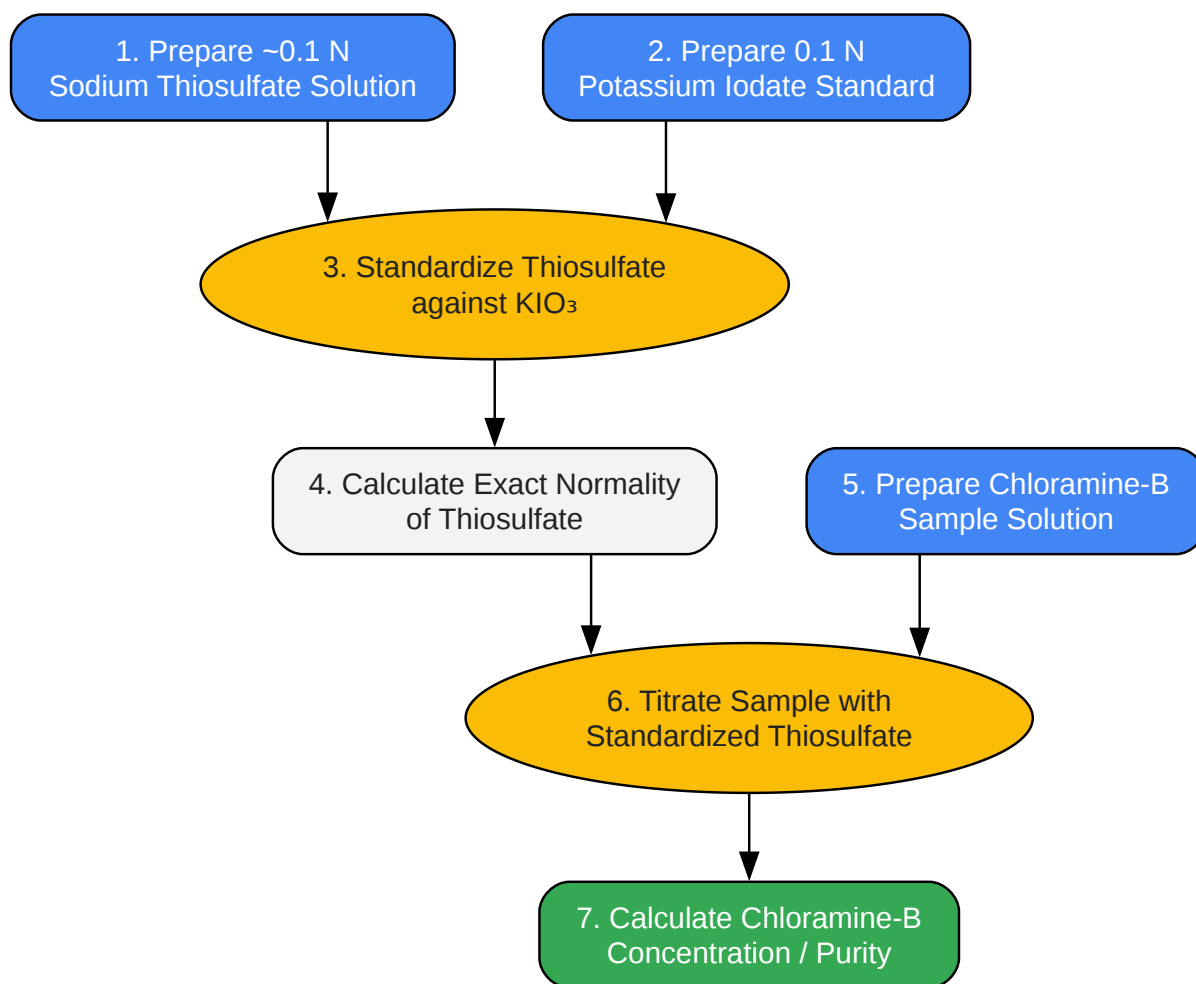 1. Prepare ~0.1 N
Sodium Thiosulfate Solution
2. Prepare 0.1 N
Potassium Iodate Standard
3. Standardize Thiosulfate
against KIO₃
4. Calculate Exact Normality
of Thiosulfate
5. Prepare Chloramine-B
Sample Solution
6. Titrate Sample with
Standardized Thiosulfate
7. Calculate Chloramine-B
Concentration / Purity